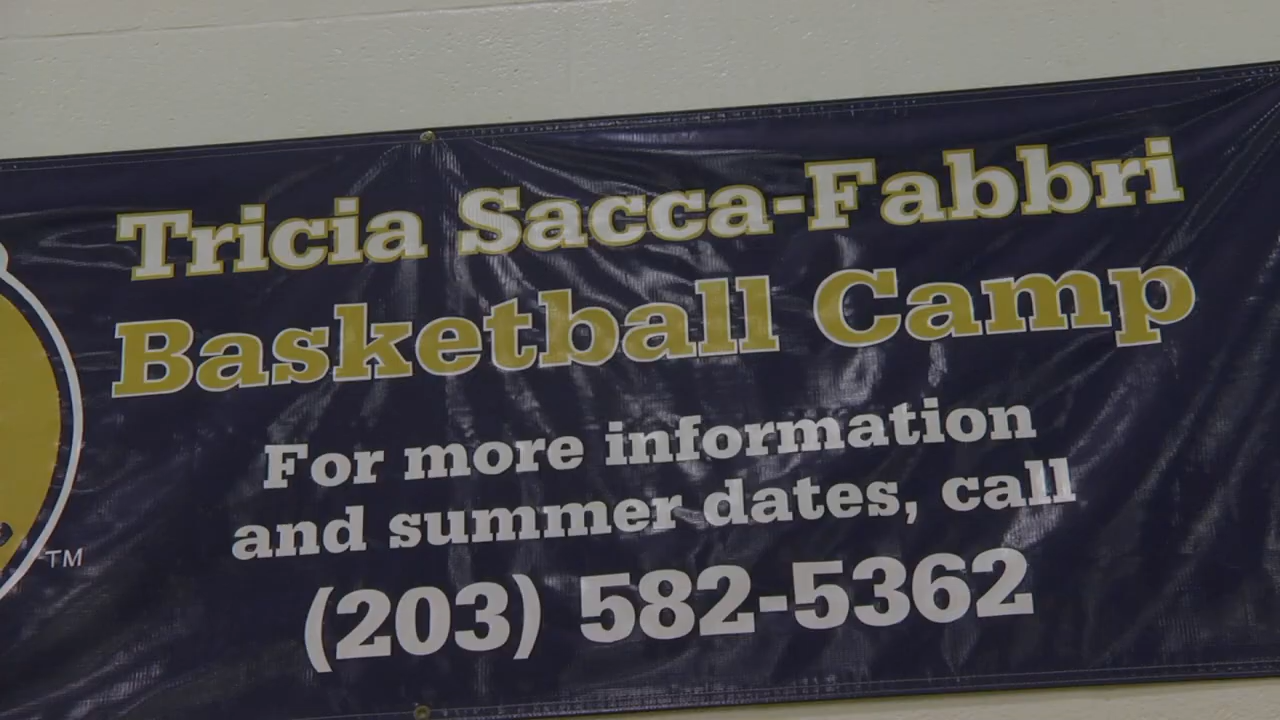 Tricia Sacca-Fabbri
Basketball Camp
For more information
and summer dates, call
(203) 582-5362
TM